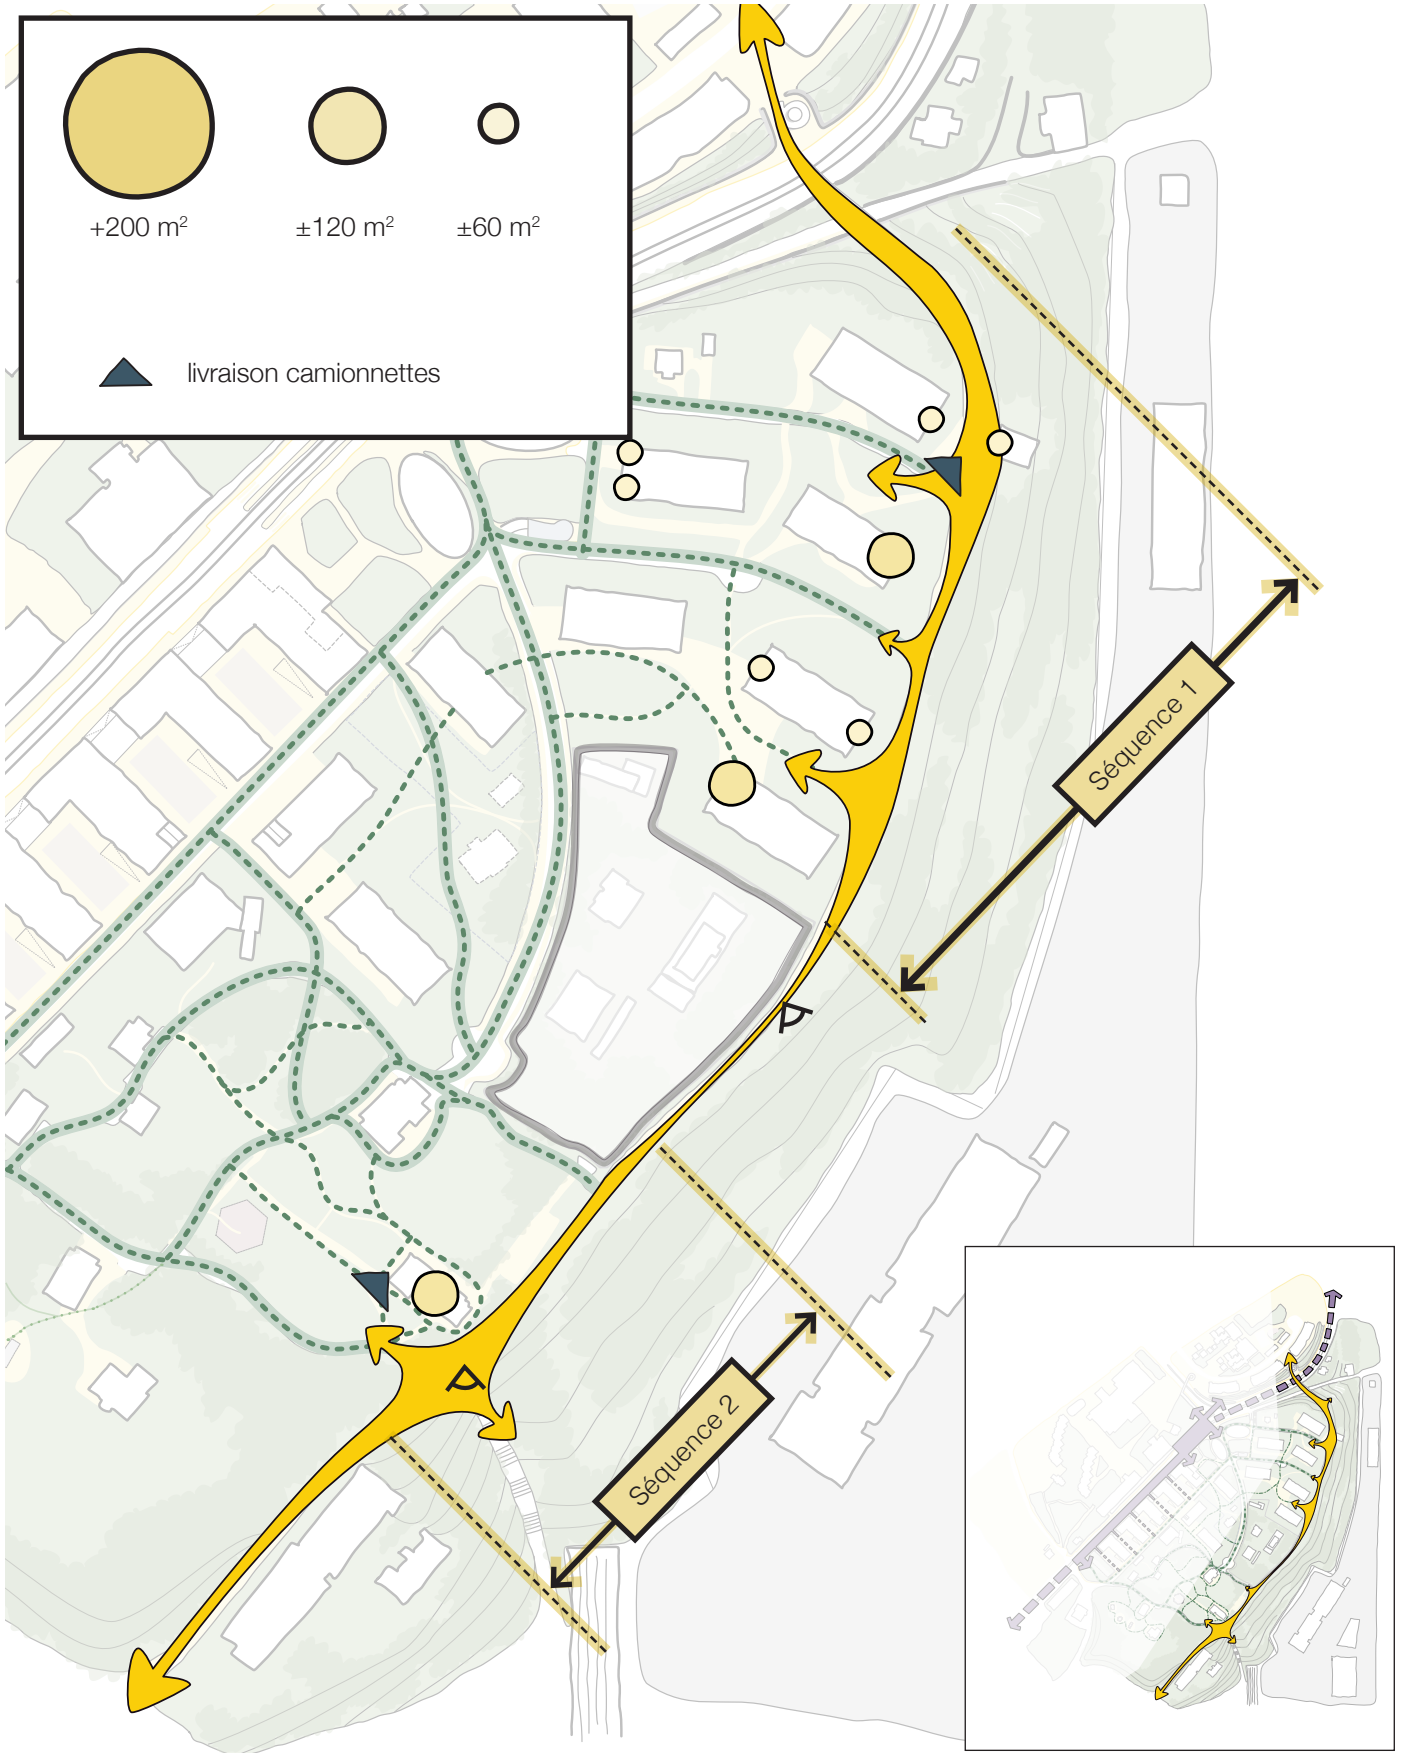 +200 m²
±120 m²
±60 m²
livraison camionnettes
Séquence 1
Séquence 2